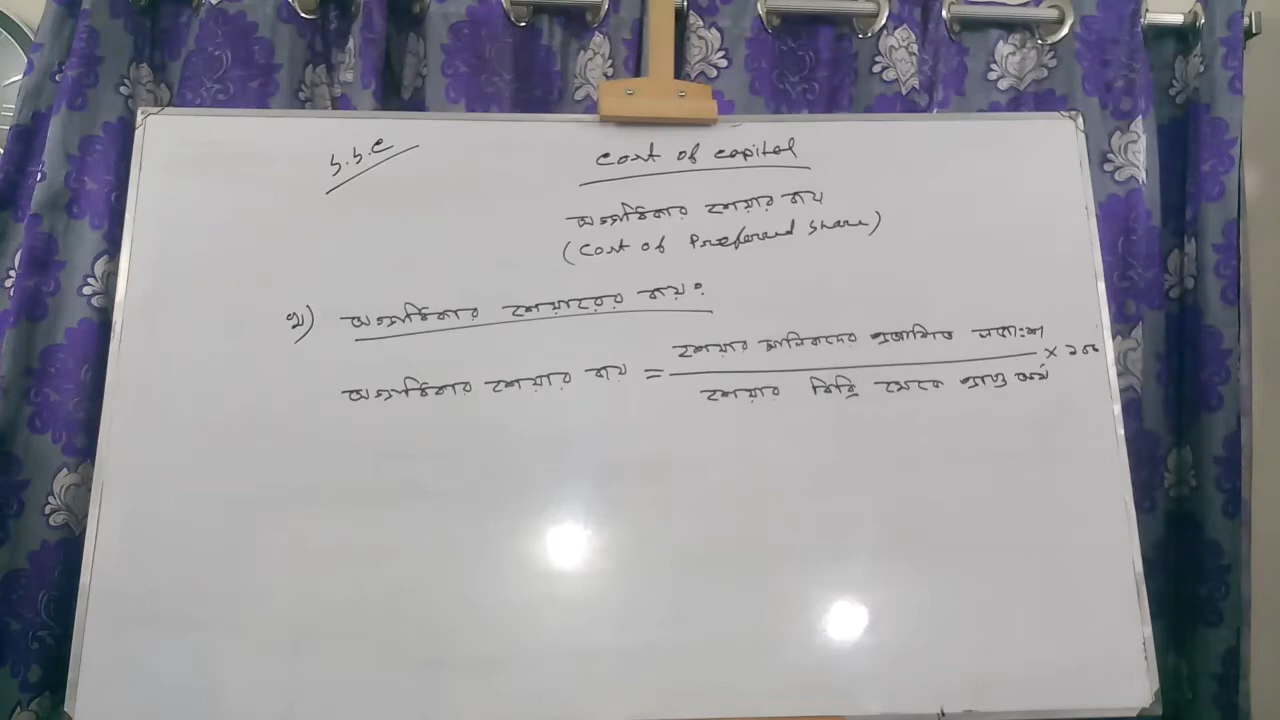 S.S.C
Cost of capital
অগ্রাধিকার শেয়ার ব্যয়
(Cost of Preferred Share)
খ) অগ্রাধিকার শেয়ারের ব্যয়ঃ
অগ্রাধিকার শেয়ার ব্যয় = শেয়ার মালিকদের প্রত্যাশিত লভ্যাংশ × ১০০
শেয়ার বিক্রি থেকে প্রাপ্ত অর্থ